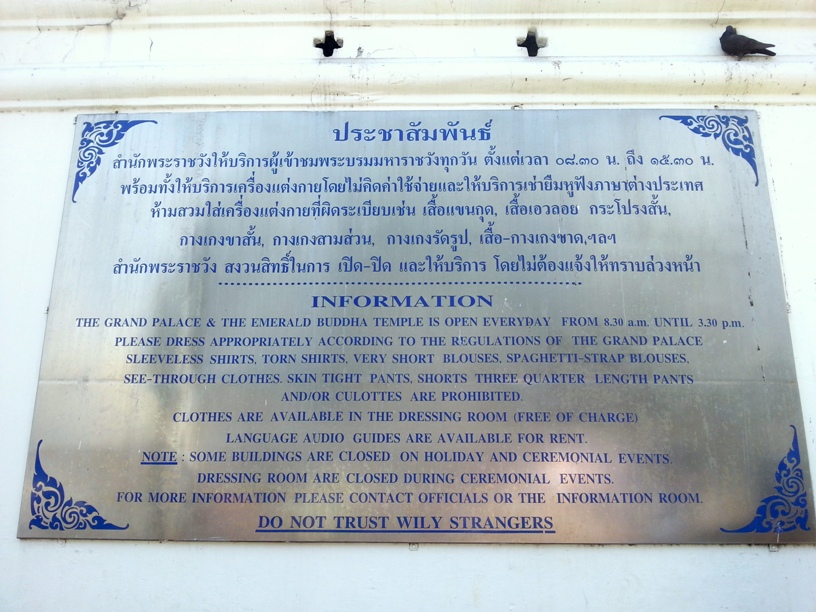 ประชาสัมพันธ์
สำนักพระราชวังให้บริการผู้เข้าชมพระบรมมหาราชวังทุกวัน ตั้งแต่เวลา ๐๘.๓๐ น. ถึง ๑๕.๓๐ น.
พร้อมทั้งให้บริการเครื่องแต่งกายโดยไม่คิดค่าใช้จ่ายและให้บริการเช่ายืมหูฟังภาษาต่างประเทศ
ห้ามสวมใส่เครื่องแต่งกายที่ผิดระเบียบเช่น เสื้อแขนกุด, เสื้อเอวลอย กระโปรงสั้น,
กางเกงขาสั้น, กางเกงสามส่วน, กางเกงรัดรูป, เสื้อ-กางเกงขาด,ฯลฯ
สำนักพระราชวัง สงวนสิทธิ์ในการ เปิด-ปิด และให้บริการ โดยไม่ต้องแจ้งให้ทราบล่วงหน้า
INFORMATION
THE GRAND PALACE & THE EMERALD BUDDHA TEMPLE IS OPEN EVERYDAY FROM 8.30 a.m. UNTIL 3.30 p.m.
PLEASE DRESS APPROPRIATELY ACCORDING TO THE REGULATIONS OF THE GRAND PALACE
SLEEVELESS SHIRTS, TORN SHIRTS, VERY SHORT BLOUSES, SPAGHETTI-STRAP BLOUSES,
SEE-THROUGH CLOTHES, SKIN TIGHT PANTS, SHORTS THREE QUARTER LENGTH PANTS
AND/OR CULOTTES ARE PROHIBITED.
CLOTHES ARE AVAILABLE IN THE DRESSING ROOM (FREE OF CHARGE)
LANGUAGE AUDIO GUIDES ARE AVAILABLE FOR RENT.
NOTE : SOME BUILDINGS ARE CLOSED ON HOLIDAY AND CEREMONIAL EVENTS.
DRESSING ROOM ARE CLOSED DURING CEREMONIAL EVENTS.
FOR MORE INFORMATION PLEASE CONTACT OFFICIALS OR THE INFORMATION ROOM.
DO NOT TRUST WILY STRANGERS